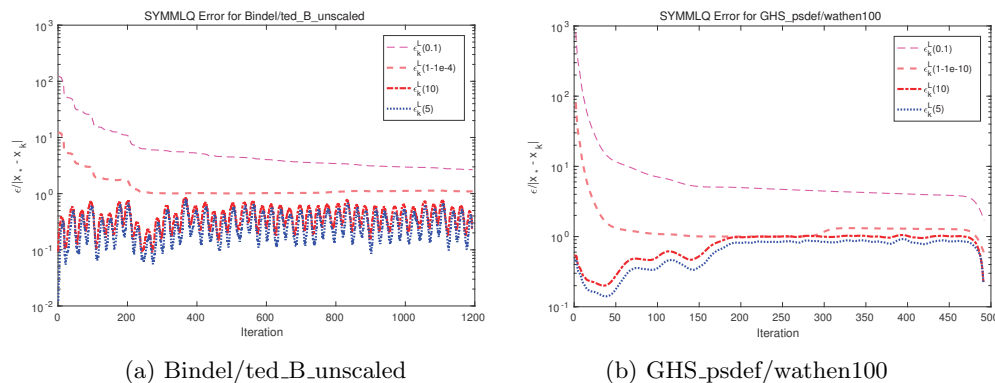 SYMMLQ Error for Bindel/ted_B_unscaled
10^3
10^2
10^1
10^0
10^-1
10^-2
ϵ/|x_* - x_k|
ϵ_k^L(0.1)
ϵ_k^L(1-1e-4)
ϵ_k^L(10)
ϵ_k^L(5)
0 200 400 600 800 1000 1200
Iteration
(a) Bindel/ted_B_unscaled
SYMMLQ Error for GHS_psdef/wathen100
10^3
10^2
10^1
10^0
10^-1
ϵ/|x_* - x_k|
ϵ_k^L(0.1)
ϵ_k^L(1-1e-10)
ϵ_k^L(10)
ϵ_k^L(5)
0 50 100 150 200 250 300 350 400 450 500
Iteration
(b) GHS_psdef/wathen100